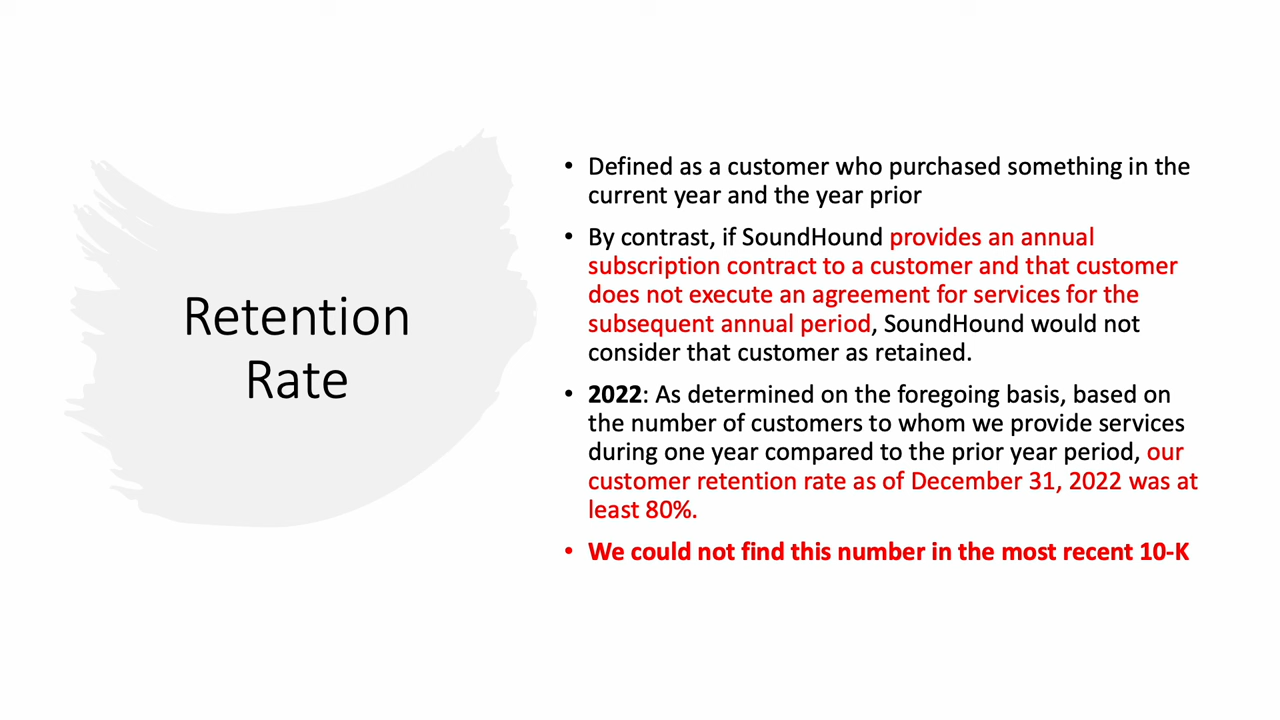 Retention
Rate
• Defined as a customer who purchased something in the
current year and the year prior
• By contrast, if SoundHound provides an annual
subscription contract to a customer and that customer
does not execute an agreement for services for the
subsequent annual period, SoundHound would not
consider that customer as retained.
• 2022: As determined on the foregoing basis, based on
the number of customers to whom we provide services
during one year compared to the prior year period, our
customer retention rate as of December 31, 2022 was at
least 80%.
• We could not find this number in the most recent 10-K